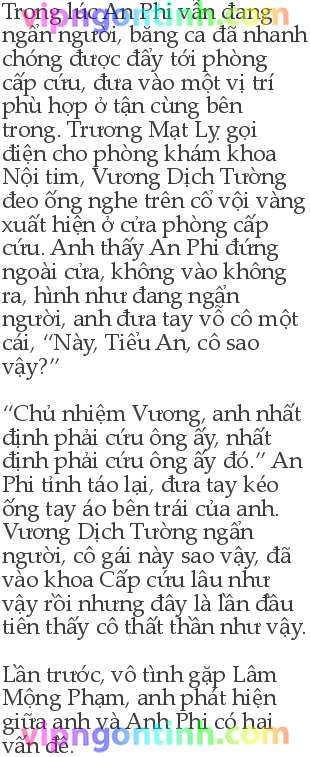 Trong lúc An Phi vẫn đang
ngẩn người, băng ca đã nhanh
chóng được đẩy tới phòng
cấp cứu, đưa vào một vị trí
phù hợp ở tận cùng bên
trong. Trương Mạt Ly gọi
điện cho phòng khám khoa
Nội tim, Vương Dịch Tường
đeo ống nghe trên cổ vội vàng
xuất hiện ở cửa phòng cấp
cứu. Anh thấy An Phi đứng
ngoài cửa, không vào không
ra, hình như đang ngẩn
người, anh đưa tay vỗ cô một
cái, “Này, Tiểu An, cô sao
vậy?”
“Chủ nhiệm Vương, anh nhất
định phải cứu ông ấy, nhất
định phải cứu ông ấy đó.” An
Phi tỉnh táo lại, đưa tay kéo
ống tay áo bên trái của anh.
Vương Dịch Tường ngẩn
người, cô gái này sao vậy, đã
vào khoa Cấp cứu lâu như
vậy rồi nhưng đây là lần đầu
tiên thấy cô thất thần như vậy.
Lần trước, vô tình gặp Lâm
Mộng Phạm, anh phát hiện
giữa anh và Anh Phi có hai
vấn đề.
vipngontinh.com
vipngontinh.com